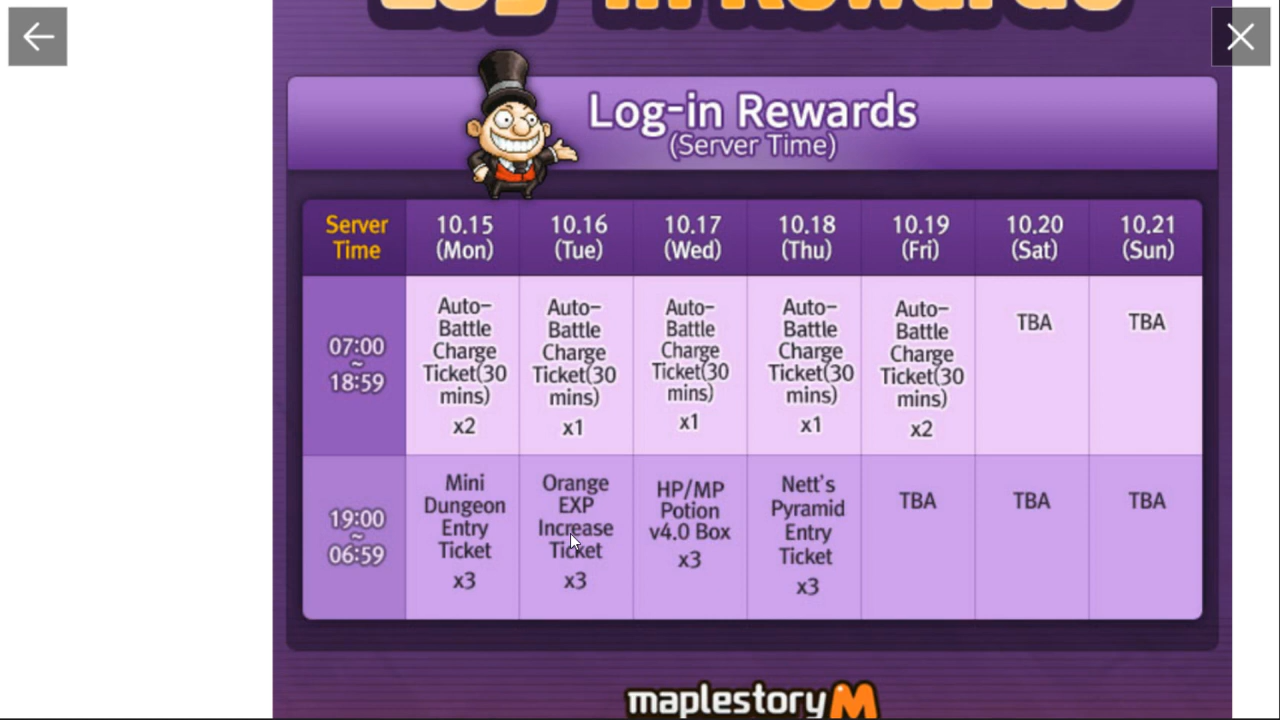 Log-in Rewards
Log-in Rewards
(Server Time)
Server Time
10.15 (Mon)
10.16 (Tue)
10.17 (Wed)
10.18 (Thu)
10.19 (Fri)
10.20 (Sat)
10.21 (Sun)
07:00
~
18:59
Auto-
Battle
Charge
Ticket(30
mins)
x2
Auto-
Battle
Charge
Ticket(30
mins)
x1
Auto-
Battle
Charge
Ticket(30
mins)
x1
Auto-
Battle
Charge
Ticket(30
mins)
x1
Auto-
Battle
Charge
Ticket(30
mins)
x2
TBA
TBA
19:00
~
06:59
Mini
Dungeon
Entry
Ticket
x3
Orange
EXP
Increase
Ticket
x3
HP/MP
Potion
v4.0 Box
x3
Nett's
Pyramid
Entry
Ticket
x3
TBA
TBA
TBA
maplestory M